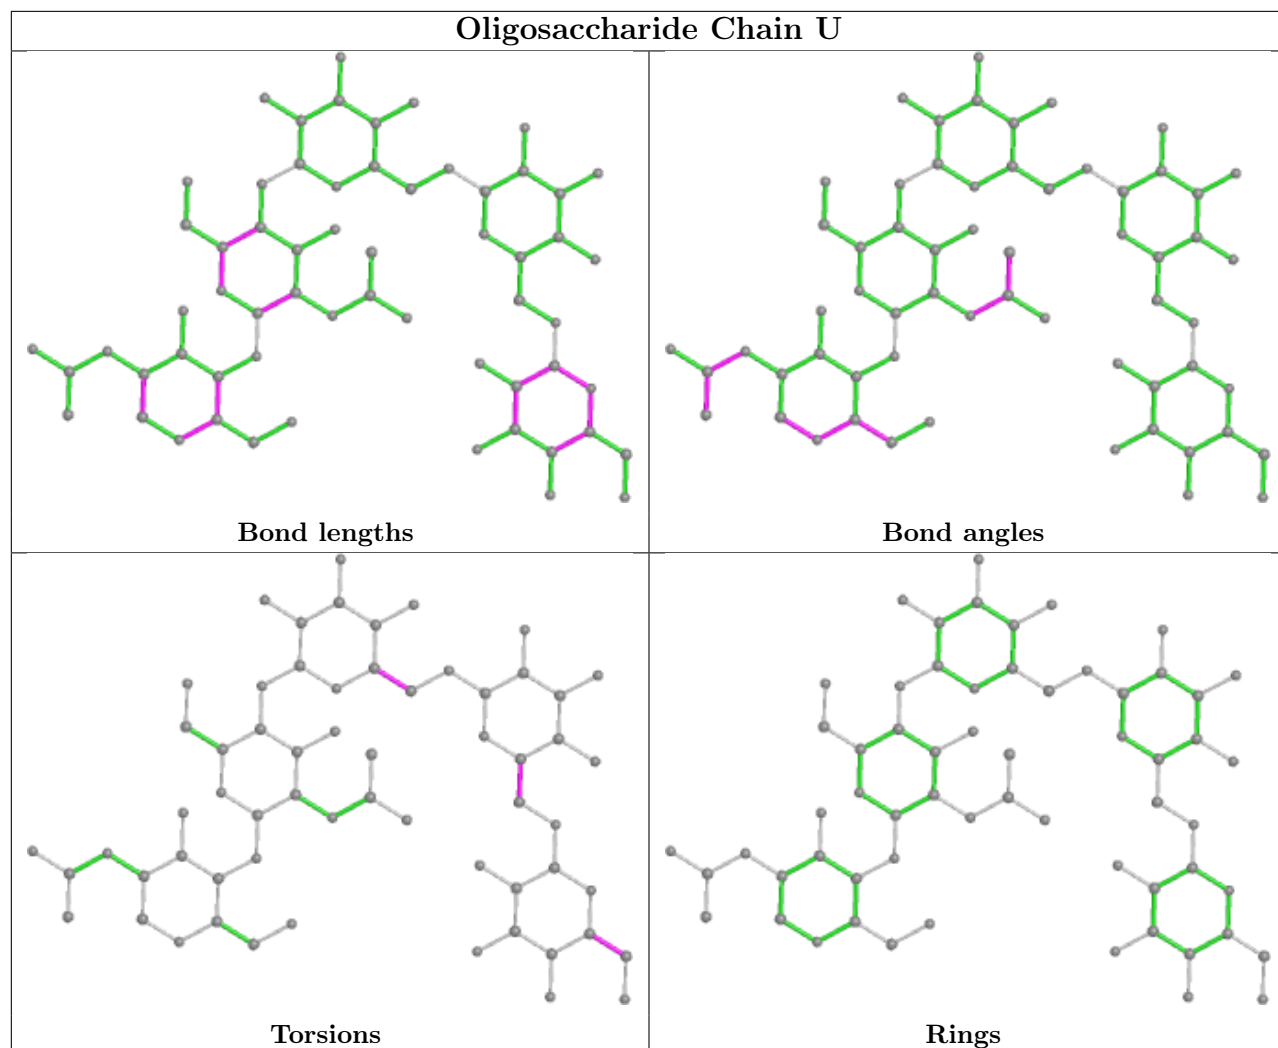 Oligosaccharide Chain U
Bond lengths
Bond angles
Torsions
Rings